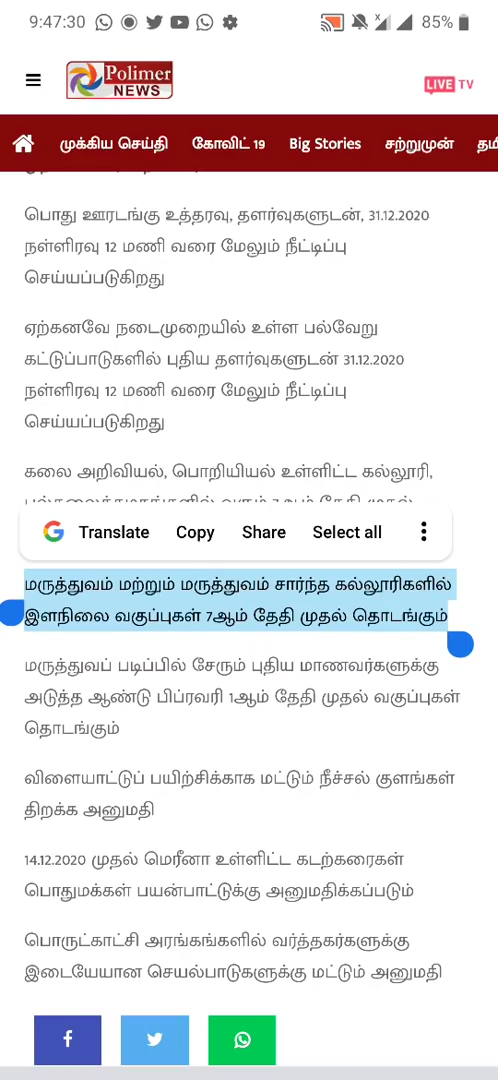 9:47:30
85%
Polimer
NEWS
LIVE TV
முக்கிய செய்தி
கோவிட் 19
Big Stories
சற்றுமுன்
தமி
பொது ஊரடங்கு உத்தரவு, தளர்வுகளுடன், 31.12.2020
நள்ளிரவு 12 மணி வரை மேலும் நீட்டிப்பு
செய்யப்படுகிறது
ஏற்கனவே நடைமுறையில் உள்ள பல்வேறு
கட்டுப்பாடுகளில் புதிய தளர்வுகளுடன் 31.12.2020
நள்ளிரவு 12 மணி வரை மேலும் நீட்டிப்பு
செய்யப்படுகிறது
கலை அறிவியல், பொறியியல் உள்ளிட்ட கல்லூரி,
Translate
Copy
Share
Select all
மருத்துவம் மற்றும் மருத்துவம் சார்ந்த கல்லூரிகளில்
இளநிலை வகுப்புகள் 7ஆம் தேதி முதல் தொடங்கும்
மருத்துவப் படிப்பில் சேரும் புதிய மாணவர்களுக்கு
அடுத்த ஆண்டு பிப்ரவரி 1ஆம் தேதி முதல் வகுப்புகள்
தொடங்கும்
விளையாட்டுப் பயிற்சிக்காக மட்டும் நீச்சல் குளங்கள்
திறக்க அனுமதி
14.12.2020 முதல் மெரீனா உள்ளிட்ட கடற்கரைகள்
பொதுமக்கள் பயன்பாட்டுக்கு அனுமதிக்கப்படும்
பொருட்காட்சி அரங்கங்களில் வர்த்தகர்களுக்கு
இடையேயான செயல்பாடுகளுக்கு மட்டும் அனுமதி